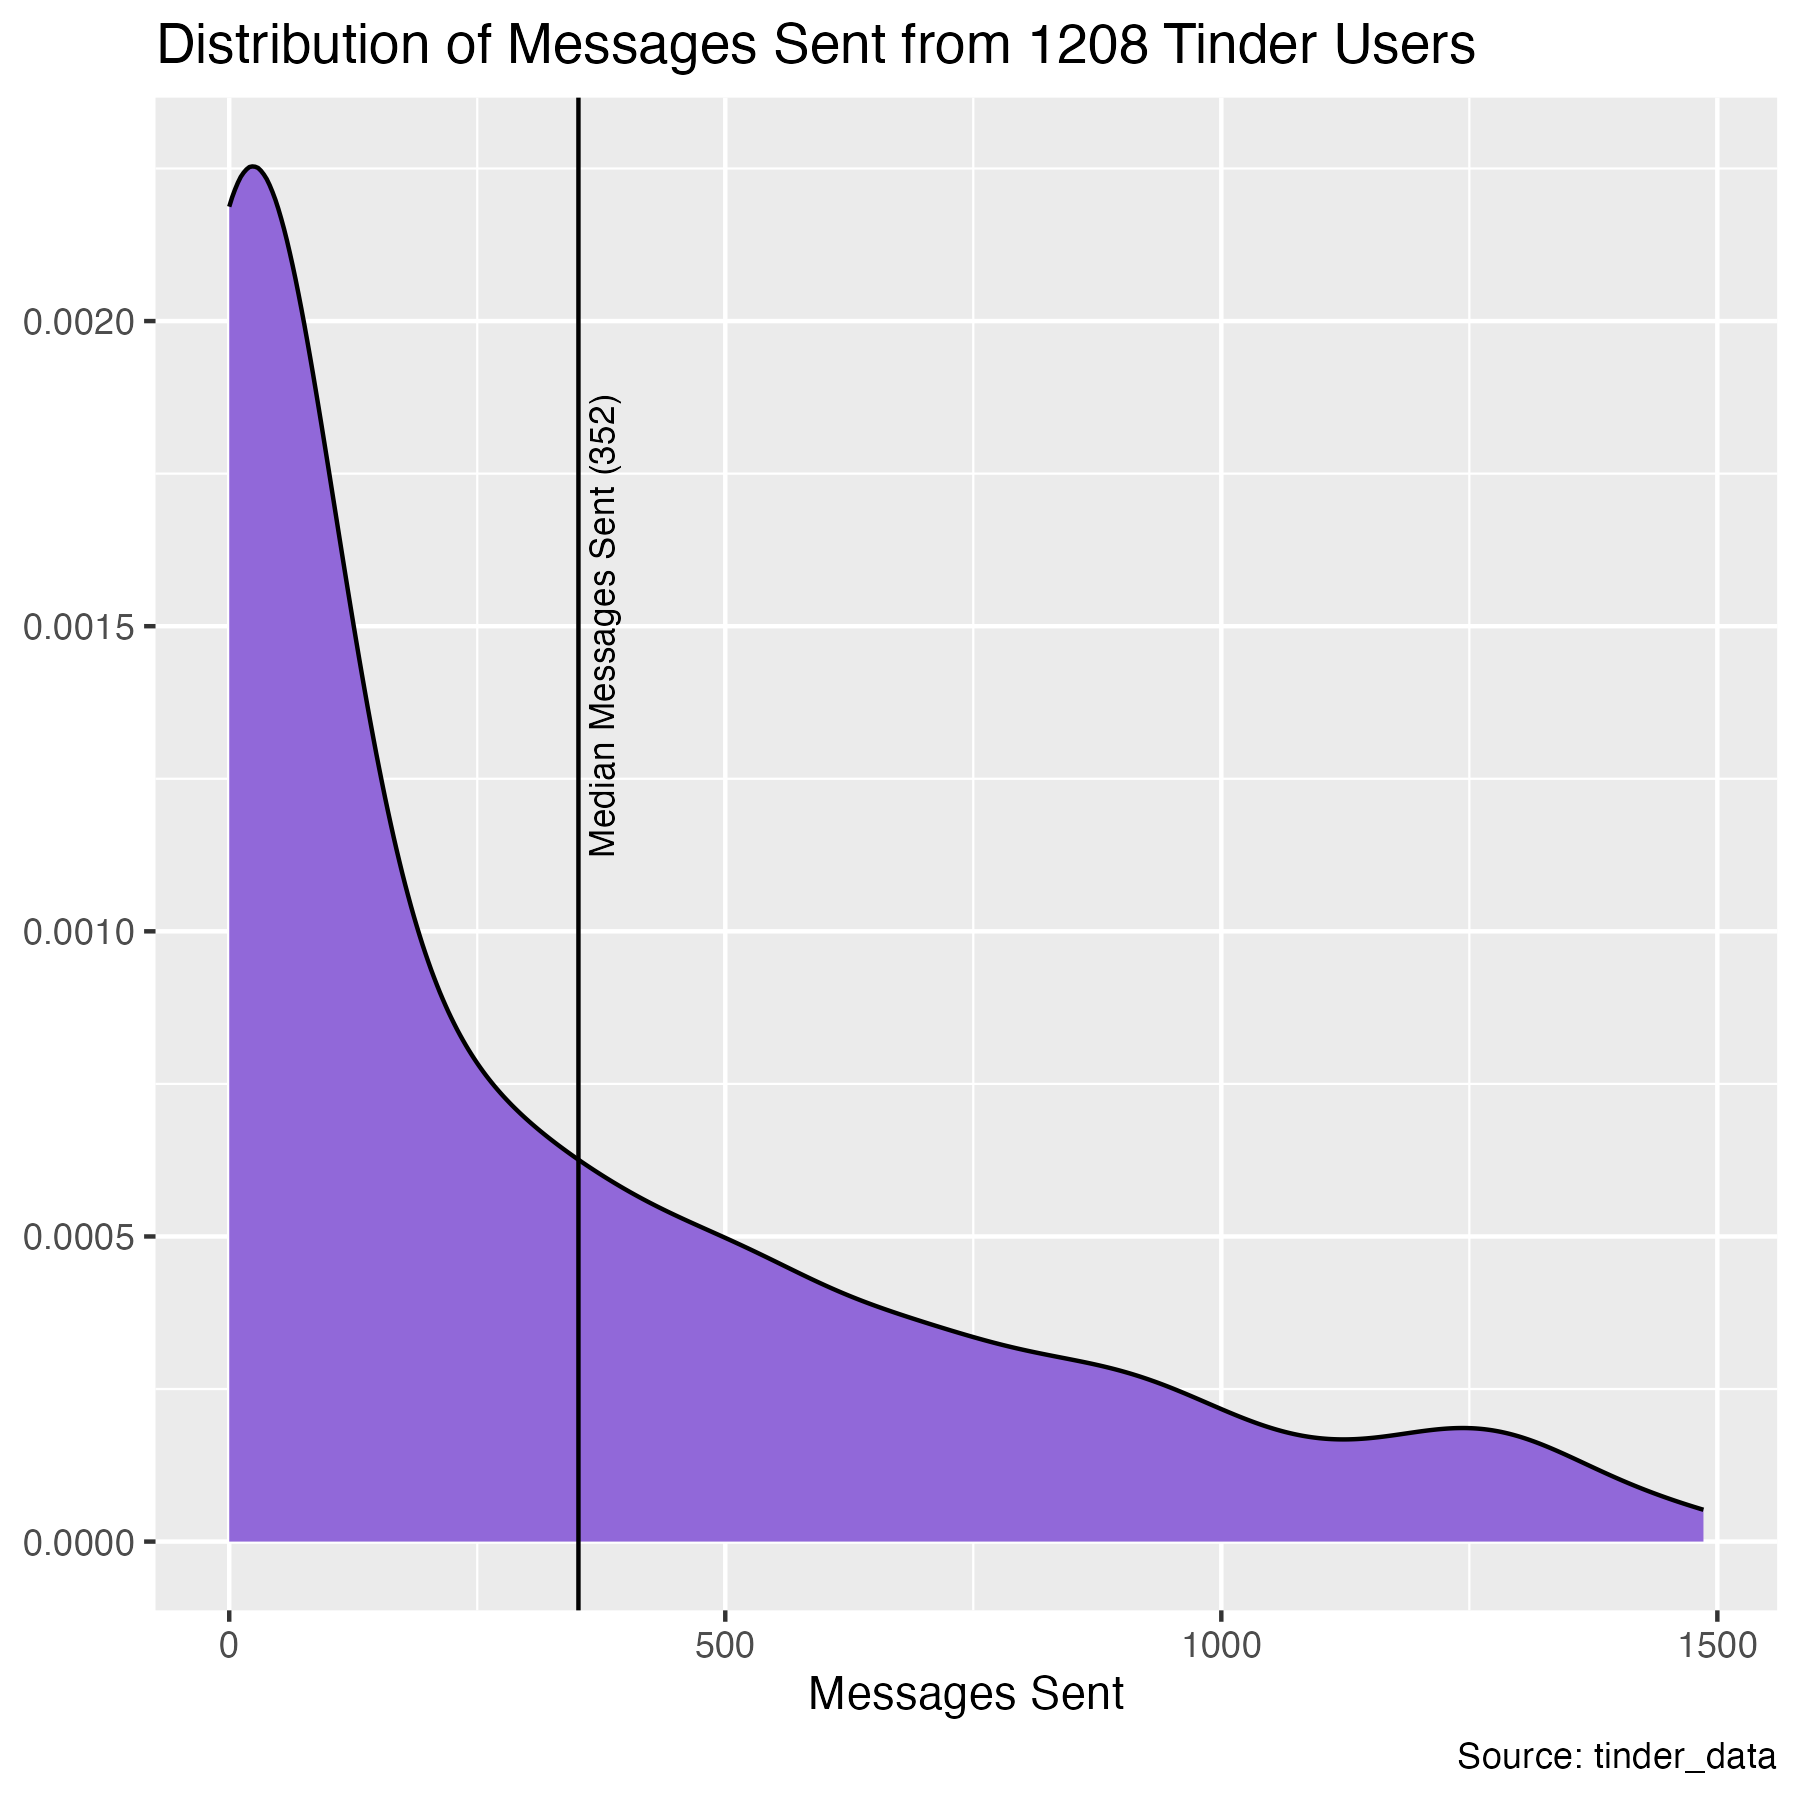 Distribution of Messages Sent from 1208 Tinder Users
0.0020
0.0015
0.0010
0.0005
0.0000
Median Messages Sent (352)
0
500
1000
1500
Messages Sent
Source: tinder_data